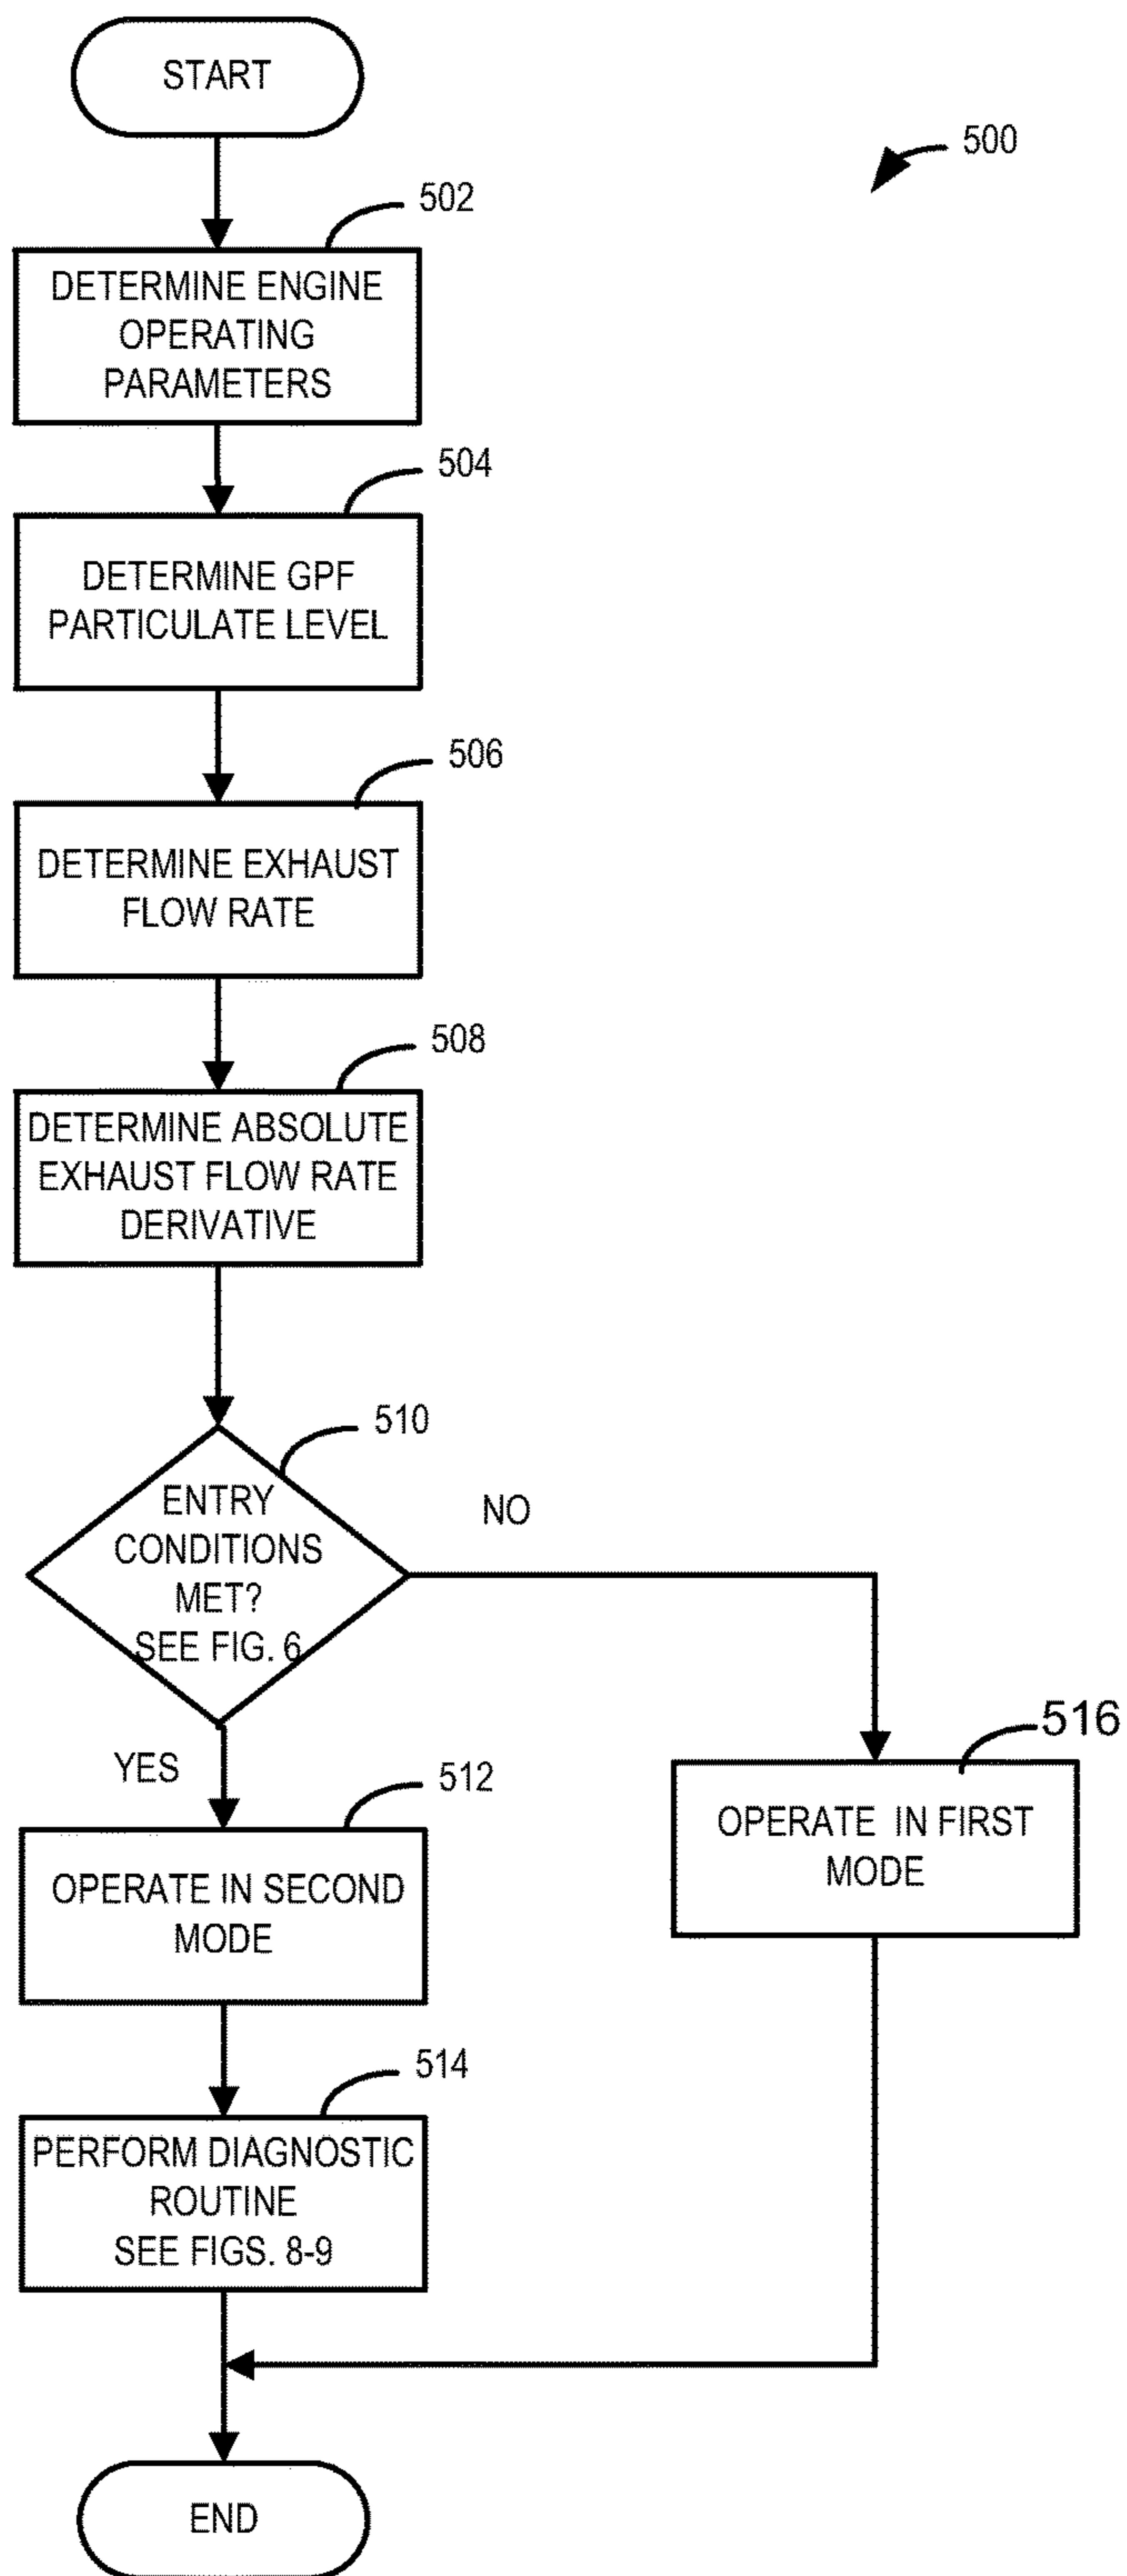 START
500
502
DETERMINE ENGINE
OPERATING
PARAMETERS
504
DETERMINE GPF
PARTICULATE LEVEL
506
DETERMINE EXHAUST
FLOW RATE
508
DETERMINE ABSOLUTE
EXHAUST FLOW RATE
DERIVATIVE
510
ENTRY
CONDITIONS
MET?
SEE FIG. 6
NO
YES
512
OPERATE IN SECOND
MODE
516
OPERATE IN FIRST
MODE
514
PERFORM DIAGNOSTIC
ROUTINE
SEE FIGS. 8-9
END